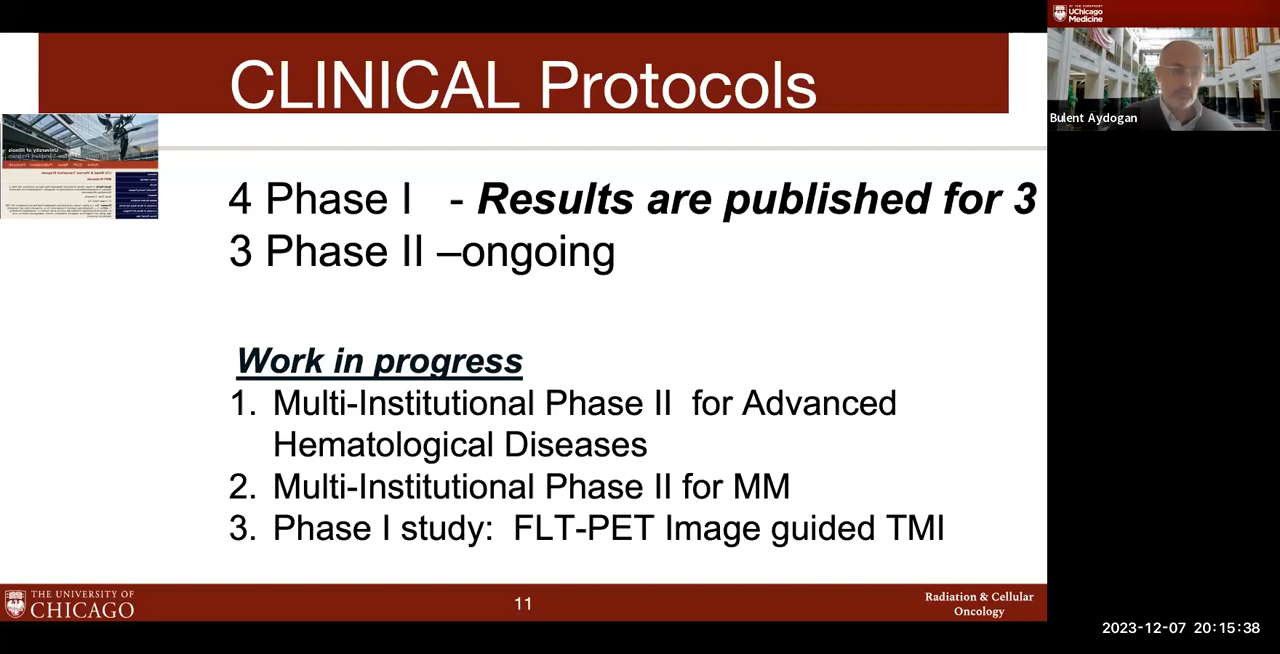 CLINICAL Protocols
4 Phase I - Results are published for 3
3 Phase II –ongoing
Work in progress
1. Multi-Institutional Phase II for Advanced
Hematological Diseases
2. Multi-Institutional Phase II for MM
3. Phase I study: FLT-PET Image guided TMI
THE UNIVERSITY OF
CHICAGO
11
Radiation & Cellular
Oncology
UChicago
Medicine
Bulent Aydogan
2023-12-07 20:15:38